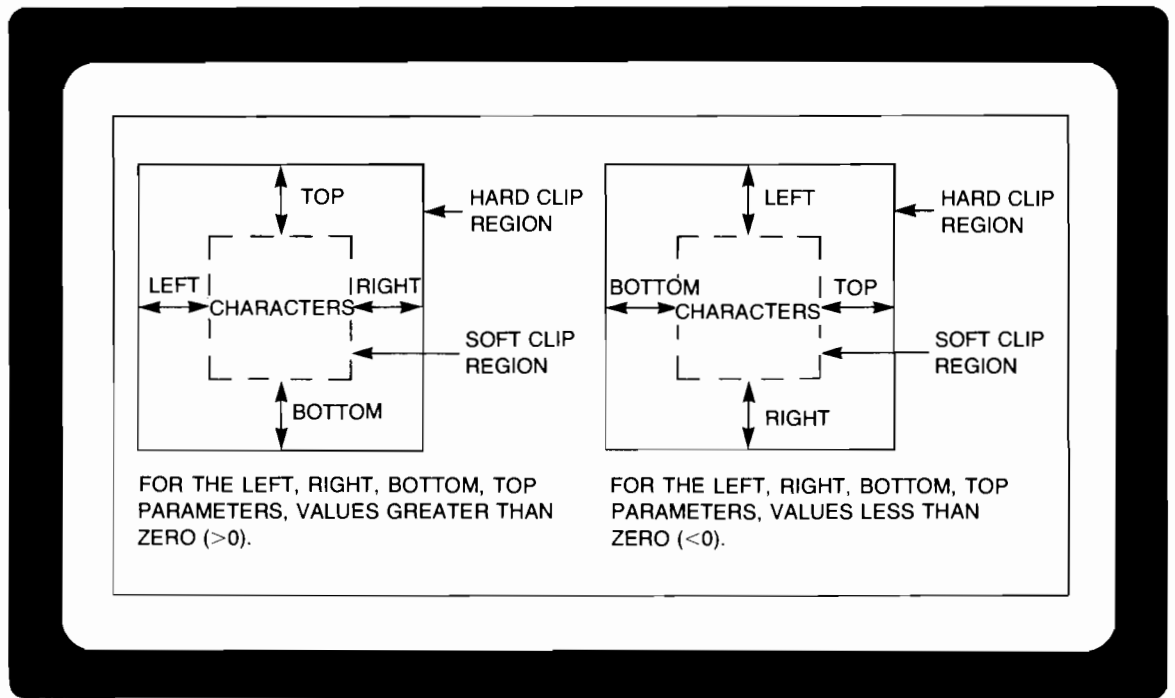 TOP
HARD CLIP
REGION
LEFT
RIGHT
CHARACTERS
SOFT CLIP
REGION
BOTTOM
FOR THE LEFT, RIGHT, BOTTOM, TOP
PARAMETERS, VALUES GREATER THAN
ZERO (>0).
LEFT
HARD CLIP
REGION
BOTTOM
TOP
CHARACTERS
SOFT CLIP
REGION
RIGHT
FOR THE LEFT, RIGHT, BOTTOM, TOP
PARAMETERS, VALUES LESS THAN
ZERO (<0).